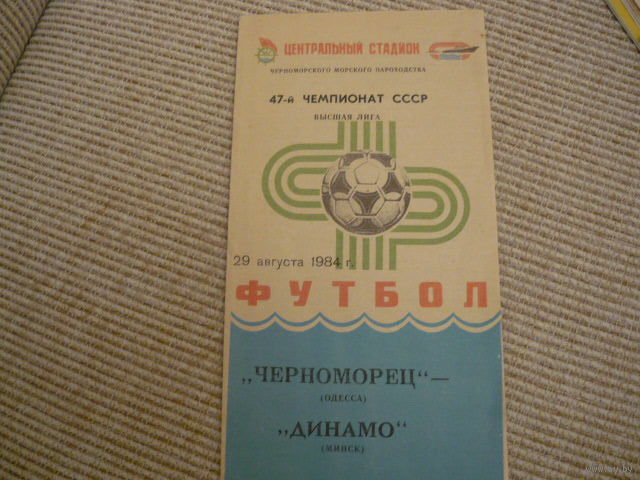 ЦЕНТРАЛЬНЫЙ СТАДИОН
ЧЕРНОМОРСКОГО МОРСКОГО ПАРОХОДСТВА
47-й ЧЕМПИОНАТ СССР
ВЫСШАЯ ЛИГА
29 августа 1984 г.
ФУТБОЛ
„ЧЕРНОМОРЕЦ“ —
(ОДЕССА)
„ДИНАМО“
(МИНСК)